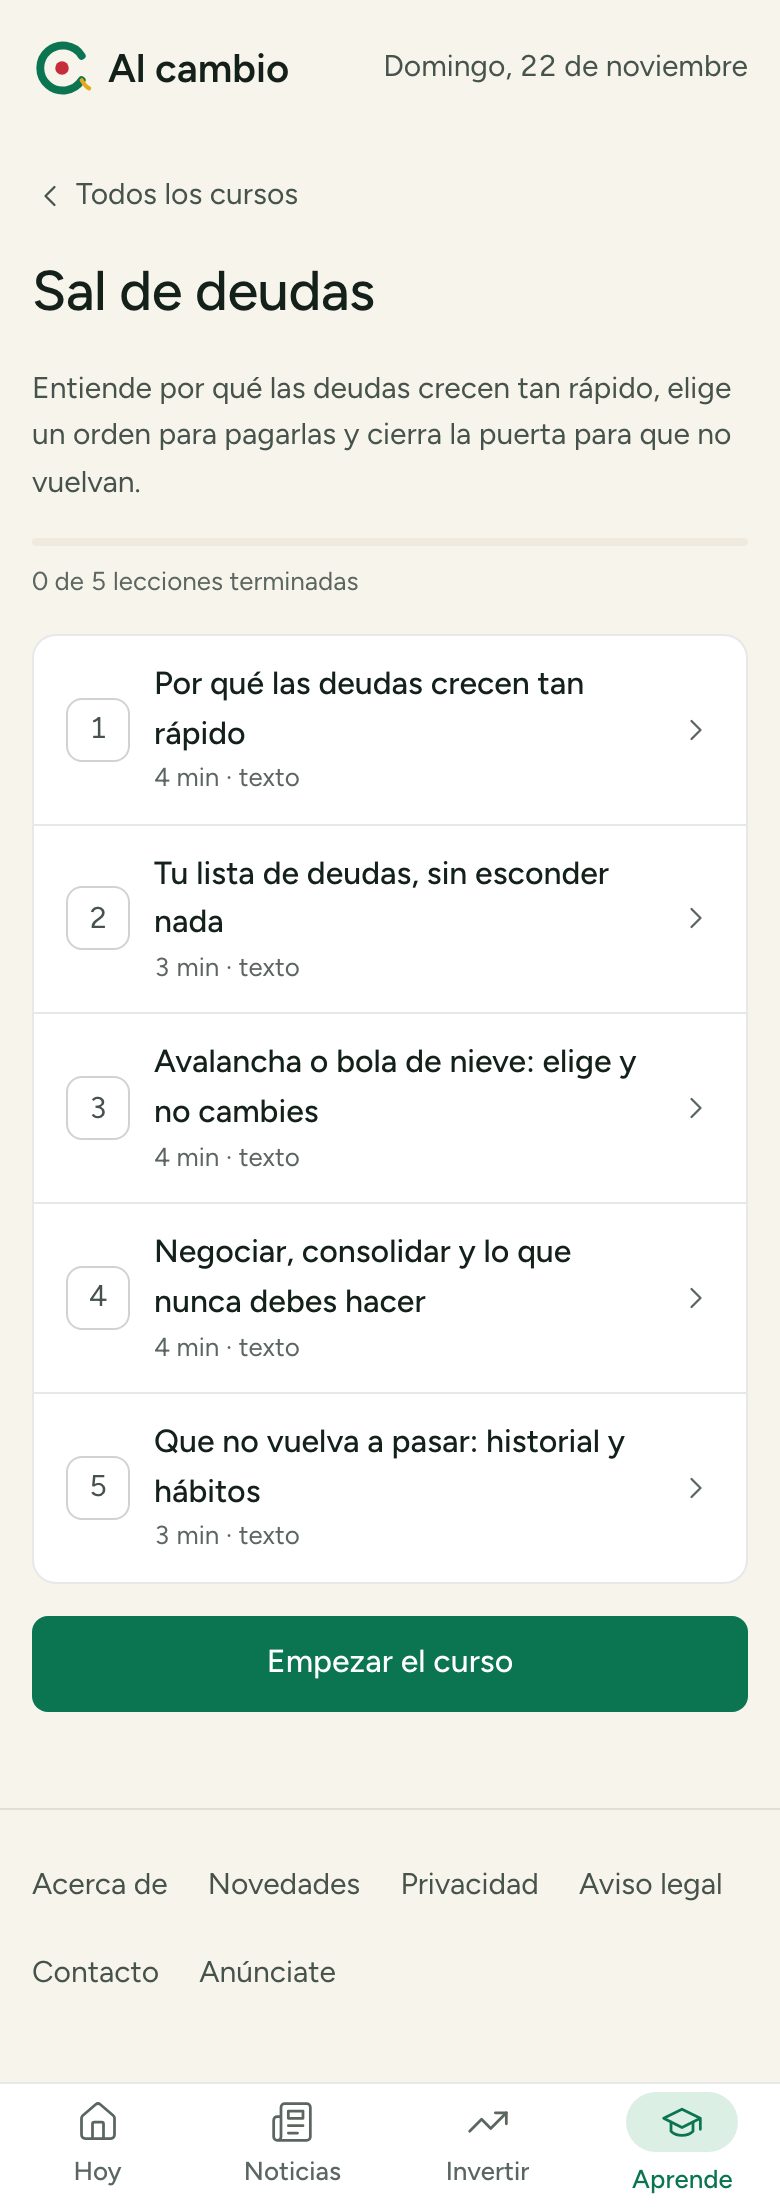 Al cambio
Domingo, 22 de noviembre
Todos los cursos
Sal de deudas
Entiende por qué las deudas crecen tan rápido, elige
un orden para pagarlas y cierra la puerta para que no
vuelvan.
0 de 5 lecciones terminadas
1
Por qué las deudas crecen tan
rápido
4 min · texto
2
Tu lista de deudas, sin esconder
nada
3 min · texto
3
Avalancha o bola de nieve: elige y
no cambies
4 min · texto
4
Negociar, consolidar y lo que
nunca debes hacer
4 min · texto
5
Que no vuelva a pasar: historial y
hábitos
3 min · texto
Empezar el curso
Acerca de Novedades Privacidad Aviso legal
Contacto Anúnciate
Hoy Noticias Invertir Aprende